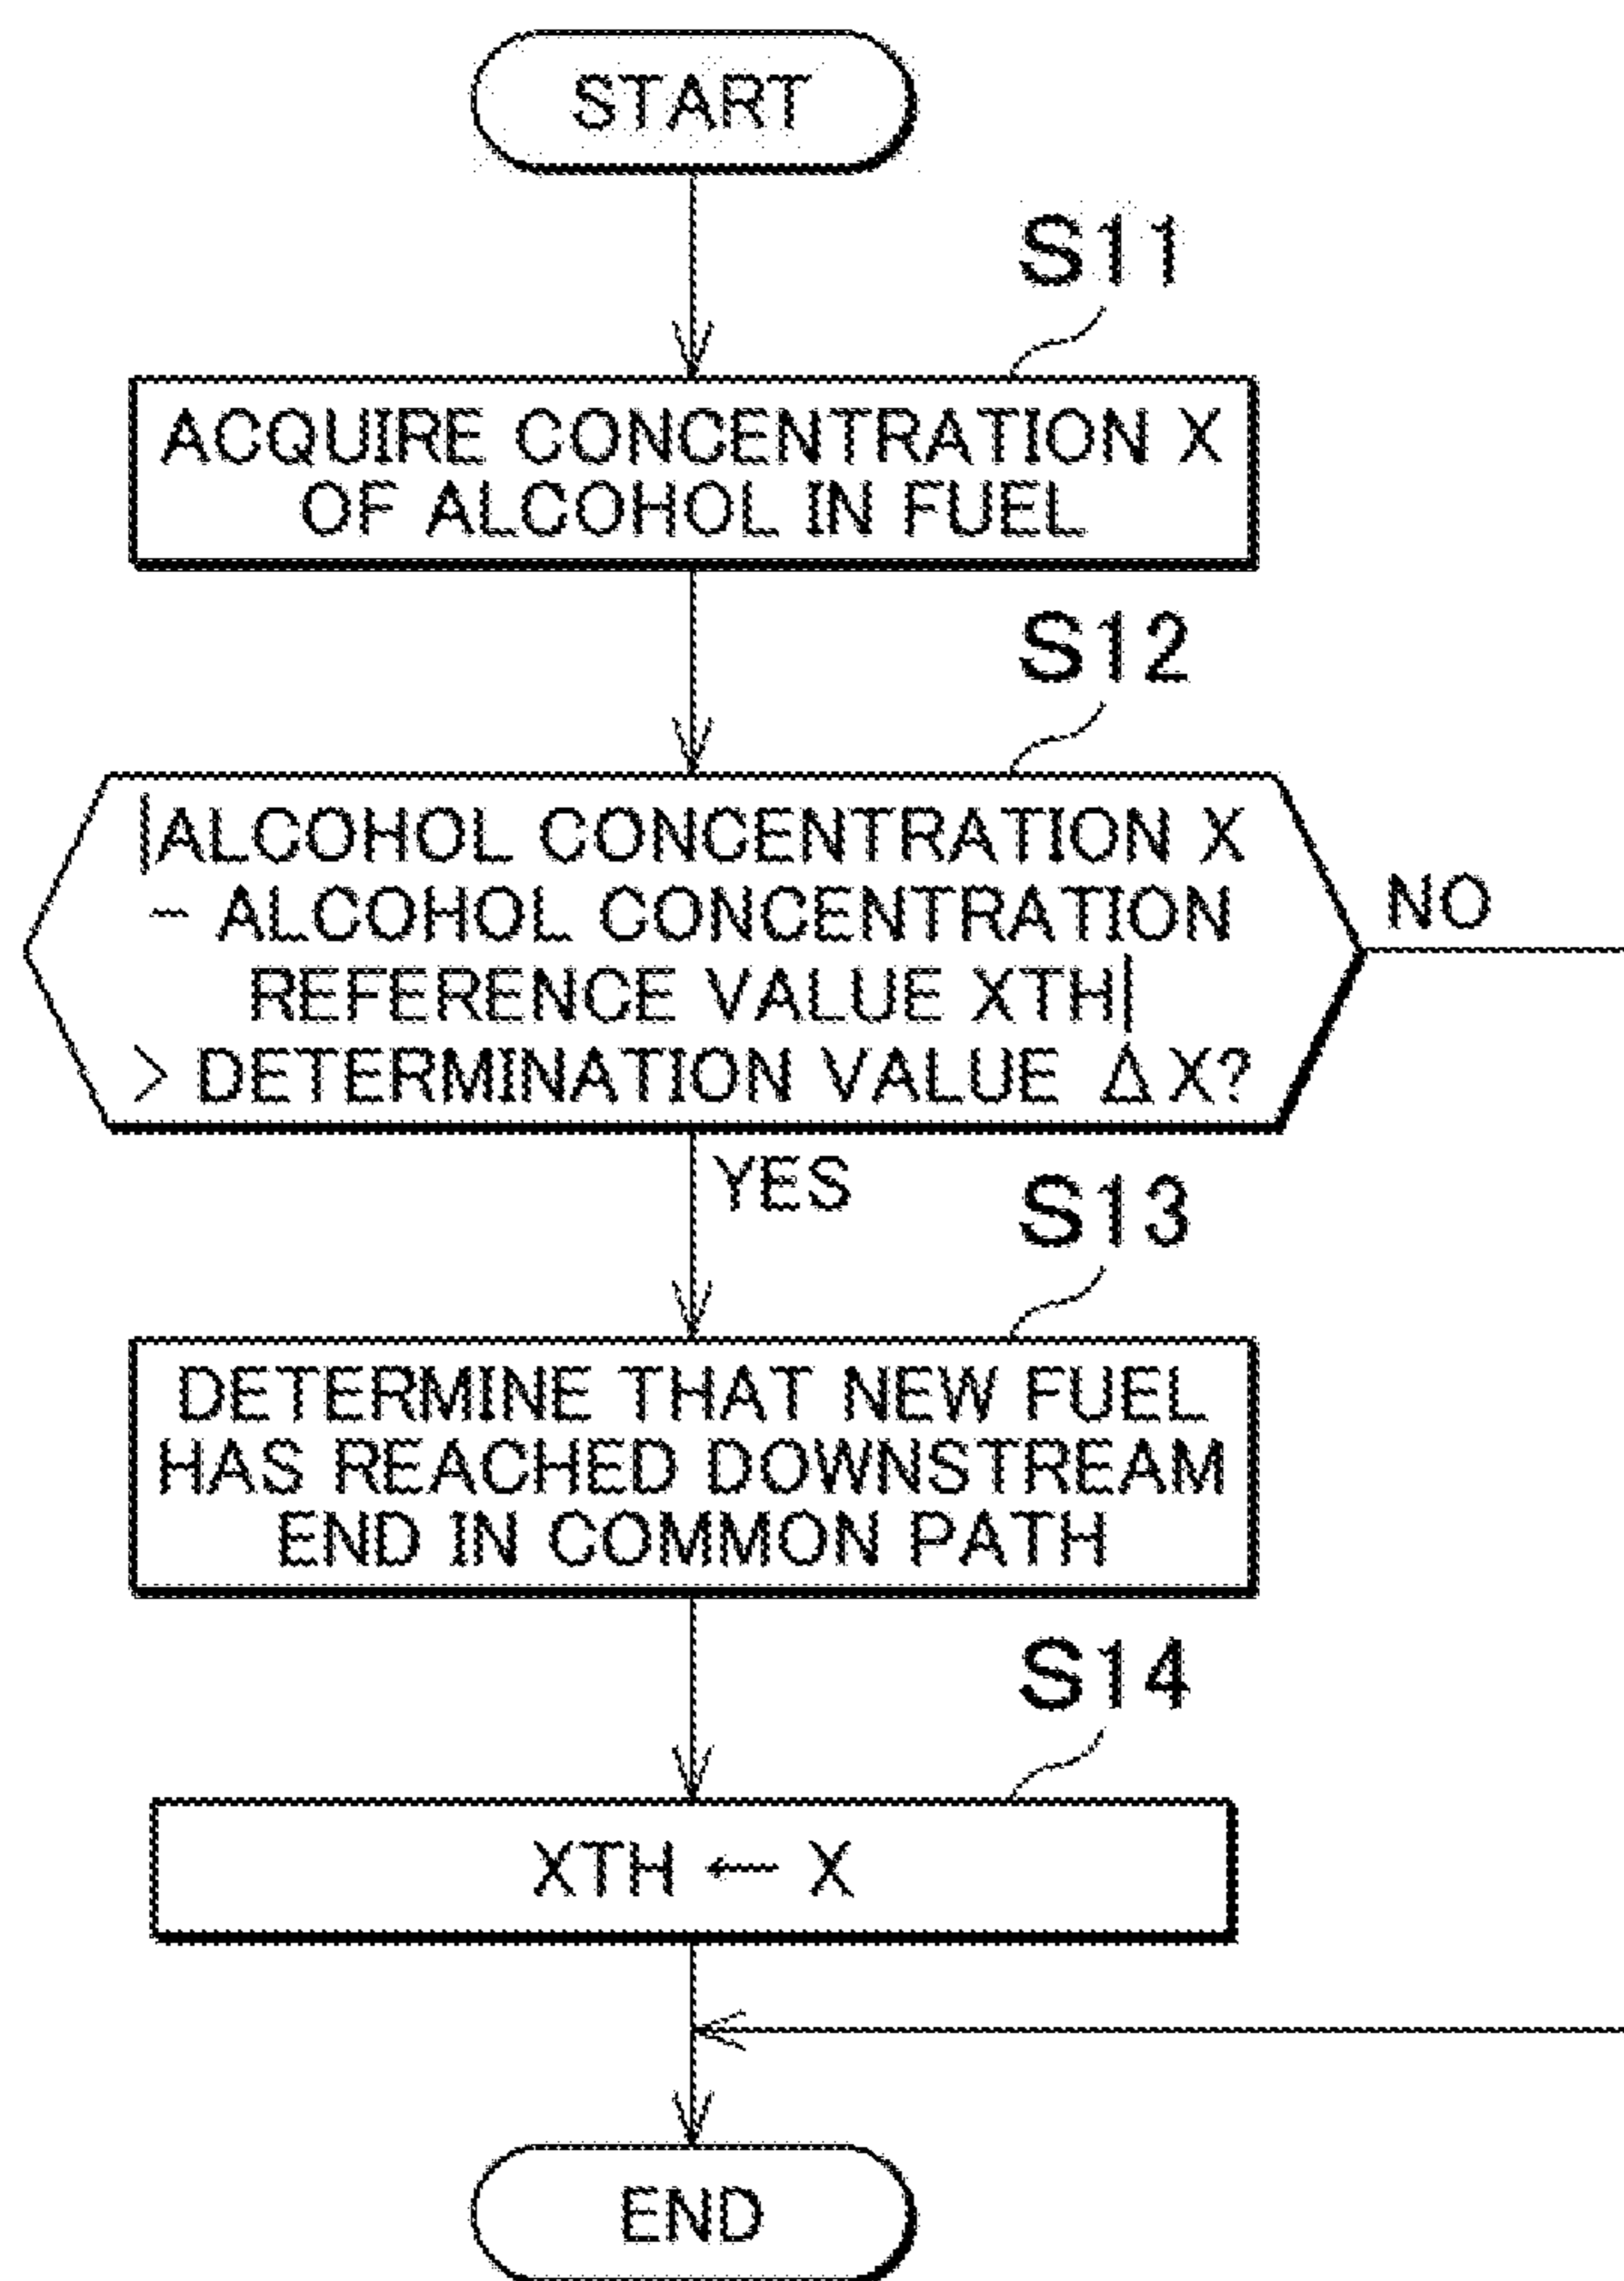 START
S11
ACQUIRE CONCENTRATION X
OF ALCOHOL IN FUEL
S12
|ALCOHOL CONCENTRATION X
- ALCOHOL CONCENTRATION
REFERENCE VALUE XTH|
> DETERMINATION VALUE ΔX?
NO
YES
S13
DETERMINE THAT NEW FUEL
HAS REACHED DOWNSTREAM
END IN COMMON PATH
S14
XTH ← X
END